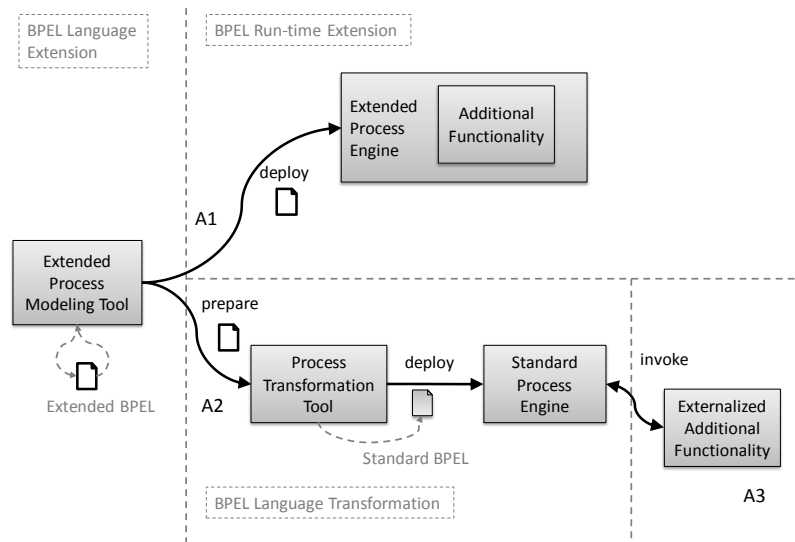 BPEL Language
Extension
BPEL Run-time Extension
Extended
Process
Engine
Additional
Functionality
deploy
A1
Extended
Process
Modeling Tool
Extended BPEL
prepare
A2
Process
Transformation
Tool
deploy
Standard BPEL
Standard
Process
Engine
invoke
Externalized
Additional
Functionality
A3
BPEL Language Transformation